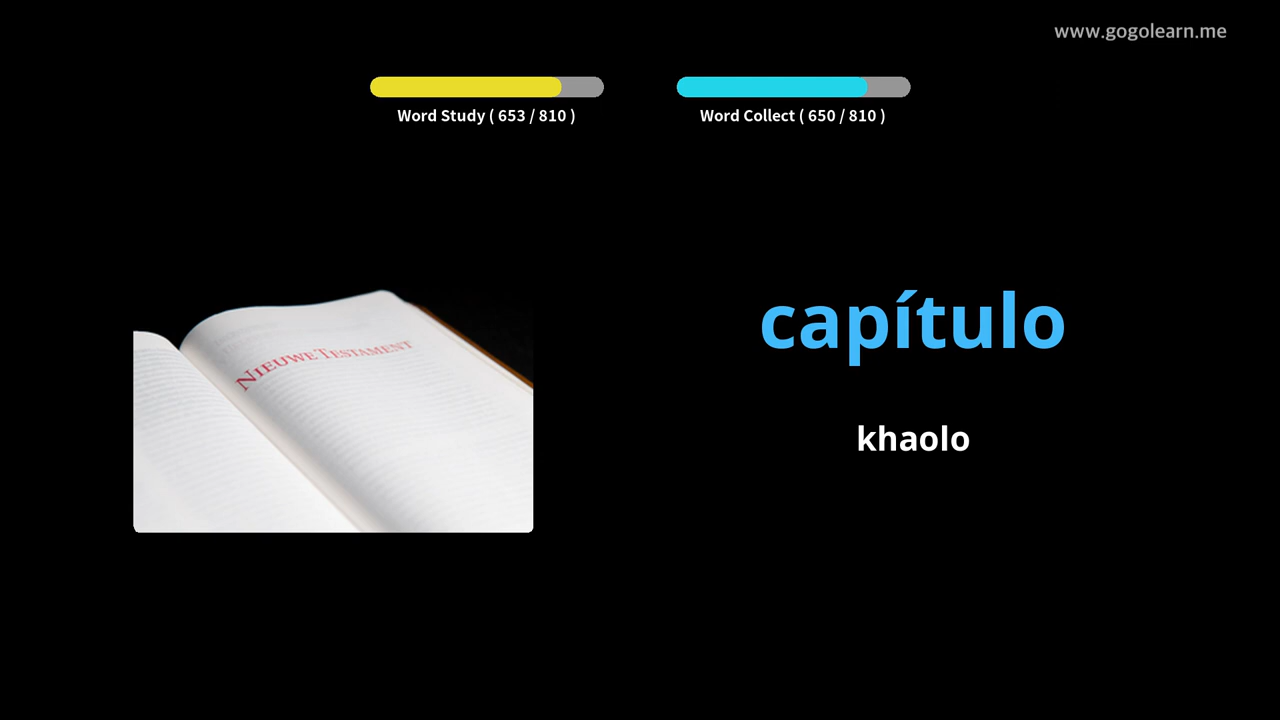 www.gogolearn.me
Word Study ( 653 / 810 )
Word Collect ( 650 / 810 )
NIEUWE TESTAMENT
capítulo
khaolo